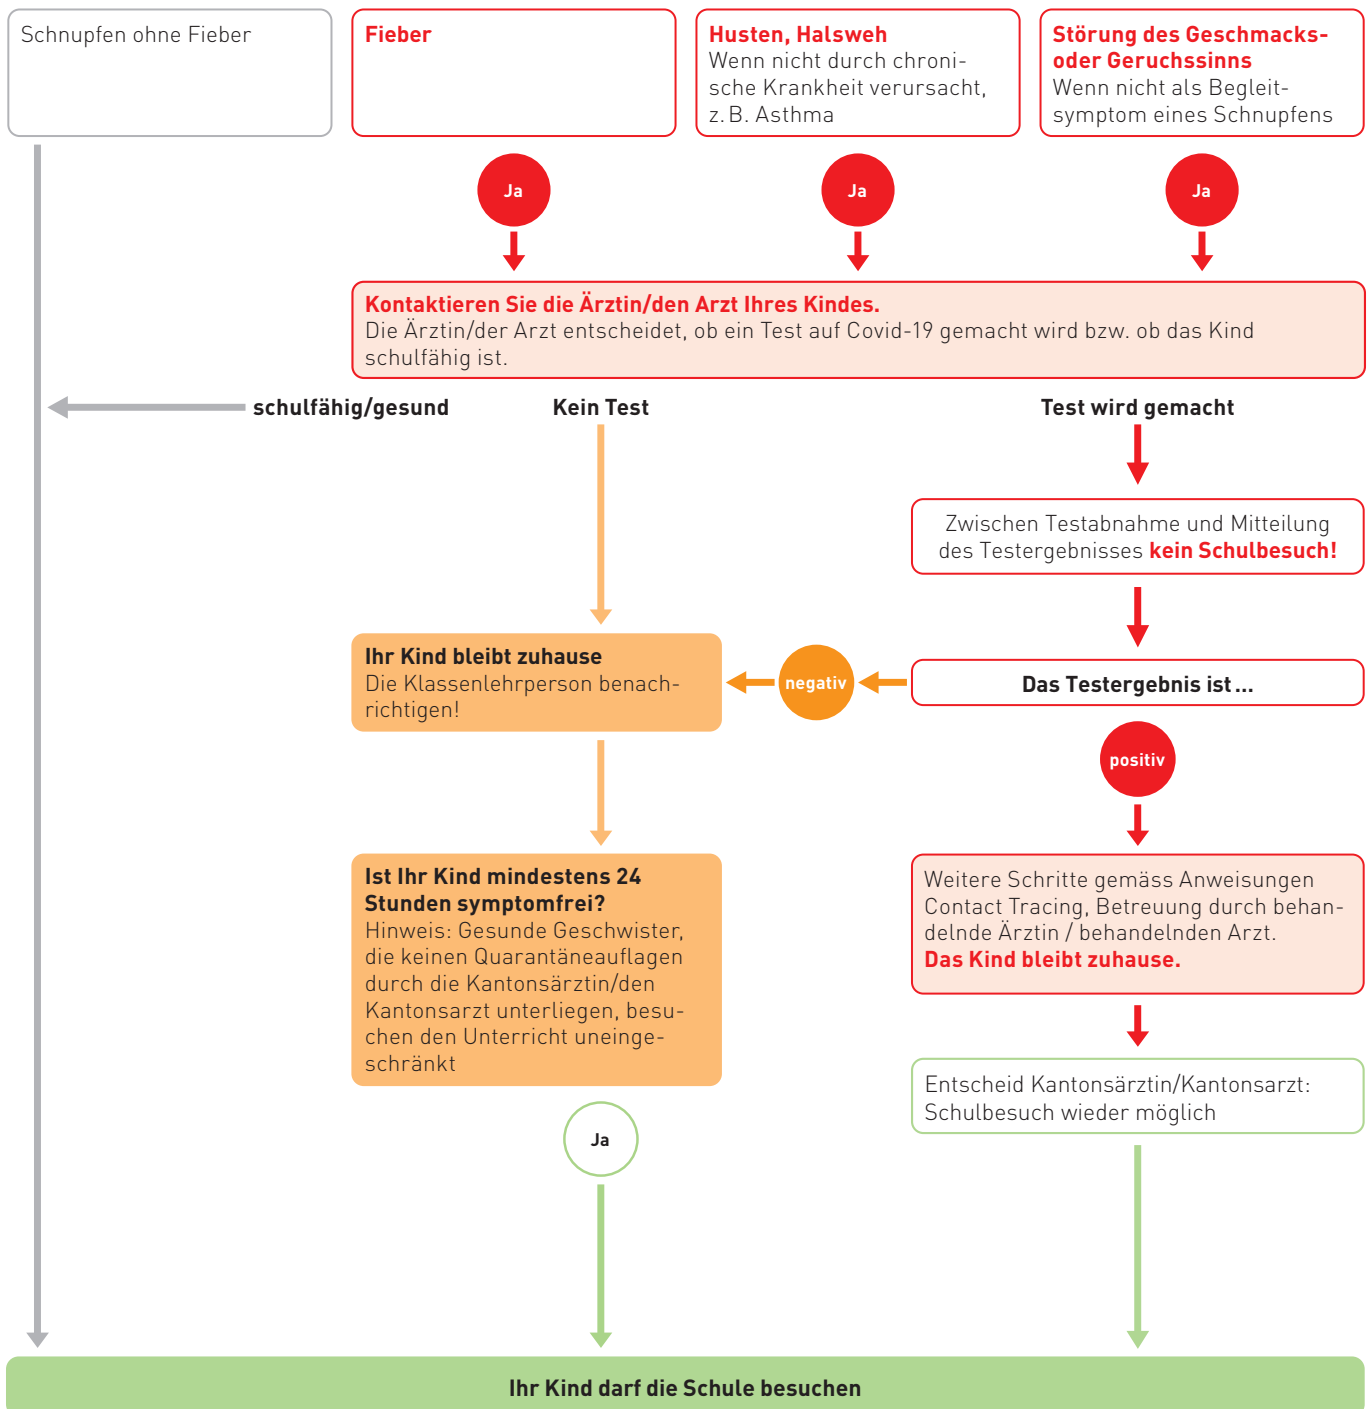 Schnupfen ohne Fieber
Fieber
Husten, Halsweh
Wenn nicht durch chroni-
sche Krankheit verursacht,
z. B. Asthma
Störung des Geschmacks-
oder Geruchssinns
Wenn nicht als Begleit-
symptom eines Schnupfens
Ja
Ja
Ja
Kontaktieren Sie die Ärztin/den Arzt Ihres Kindes.
Die Ärztin/der Arzt entscheidet, ob ein Test auf Covid-19 gemacht wird bzw. ob das Kind
schulfähig ist.
schulfähig/gesund
Kein Test
Test wird gemacht
Zwischen Testabnahme und Mitteilung
des Testergebnisses kein Schulbesuch!
Ihr Kind bleibt zuhause
Die Klassenlehrperson benach-
richtigen!
negativ
Das Testergebnis ist ...
positiv
Ist Ihr Kind mindestens 24
Stunden symptomfrei?
Hinweis: Gesunde Geschwister,
die keinen Quarantäneauflagen
durch die Kantonsärztin/den
Kantonsarzt unterliegen, besu-
chen den Unterricht uneinge-
schränkt
Weitere Schritte gemäss Anweisungen
Contact Tracing, Betreuung durch behan-
delnde Ärztin / behandelnden Arzt.
Das Kind bleibt zuhause.
Entscheid Kantonsärztin/Kantonsarzt:
Schulbesuch wieder möglich
Ja
Ihr Kind darf die Schule besuchen